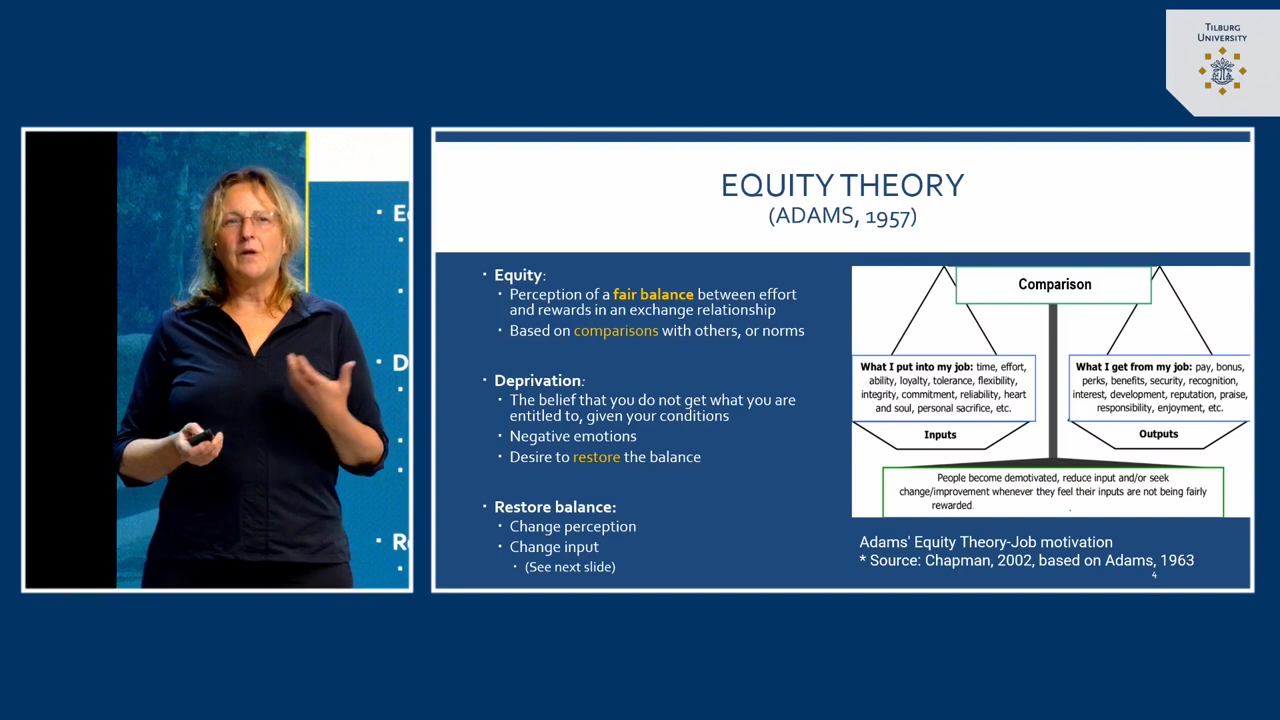 TILBURG
UNIVERSITY
EQUITY THEORY
(ADAMS, 1957)
• Equity:
• Perception of a fair balance between effort
and rewards in an exchange relationship
• Based on comparisons with others, or norms
• Deprivation:
• The belief that you do not get what you are
entitled to, given your conditions
• Negative emotions
• Desire to restore the balance
• Restore balance:
• Change perception
• Change input
• (See next slide)
Comparison
What I put into my job: time, effort,
ability, loyalty, tolerance, flexibility,
integrity, commitment, reliability, heart
and soul, personal sacrifice, etc.
Inputs
What I get from my job: pay, bonus,
perks, benefits, security, recognition,
interest, development, reputation, praise,
responsibility, enjoyment, etc.
Outputs
People become demotivated, reduce input and/or seek
change/improvement whenever they feel their inputs are not being fairly
rewarded.
Adams' Equity Theory-Job motivation
* Source: Chapman, 2002, based on Adams, 1963
4